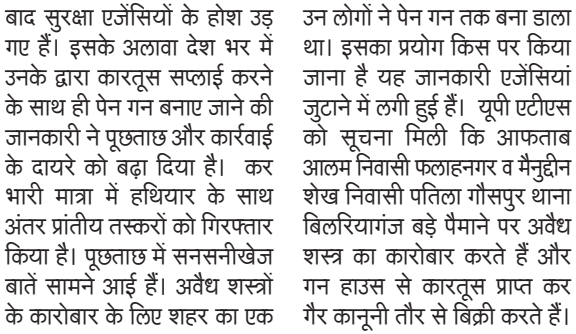 बाद सुरक्षा एजेंसियों के होश उड़
गए हैं। इसके अलावा देश भर में
उनके द्वारा कारतूस सप्लाई करने
के साथ ही पेन गन बनाए जाने की
जानकारी ने पूछताछ और कार्रवाई
के दायरे को बढ़ा दिया है। कर
भारी मात्रा में हथियार के साथ
अंतर प्रांतीय तस्करों को गिरफ्तार
किया है। पूछताछ में सनसनीखेज
बातें सामने आई हैं। अवैध शस्त्रों
के कारोबार के लिए शहर का एक
उन लोगों ने पेन गन तक बना डाला
था। इसका प्रयोग किस पर किया
जाना है यह जानकारी एजेंसियां
जुटाने में लगी हुई हैं। यूपी एटीएस
को सूचना मिली कि आफताब
आलम निवासी फलाहनगर व मैनुद्दीन
शेख निवासी पतिला गौसपुर थाना
बिलरियागंज बड़े पैमाने पर अवैध
शस्त्र का कारोबार करते हैं और
गन हाउस से कारतूस प्राप्त कर
गैर कानूनी तौर से बिक्री करते हैं।